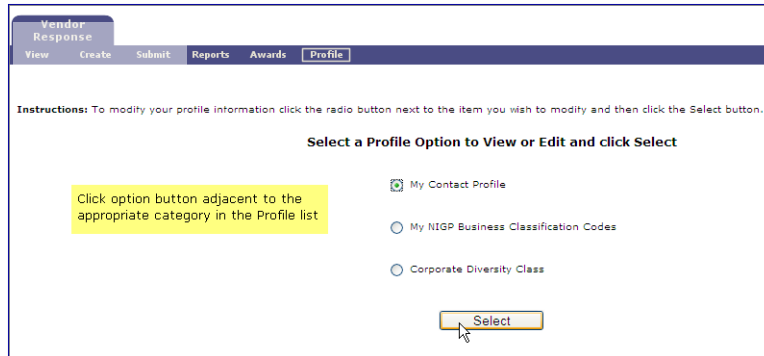 Vendor
Response
View Create Submit Reports Awards Profile
Instructions: To modify your profile information click the radio button next to the item you wish to modify and then click the Select button.
Select a Profile Option to View or Edit and click Select
Click option button adjacent to the
appropriate category in the Profile list
My Contact Profile
My NIGP Business Classification Codes
Corporate Diversity Class
Select